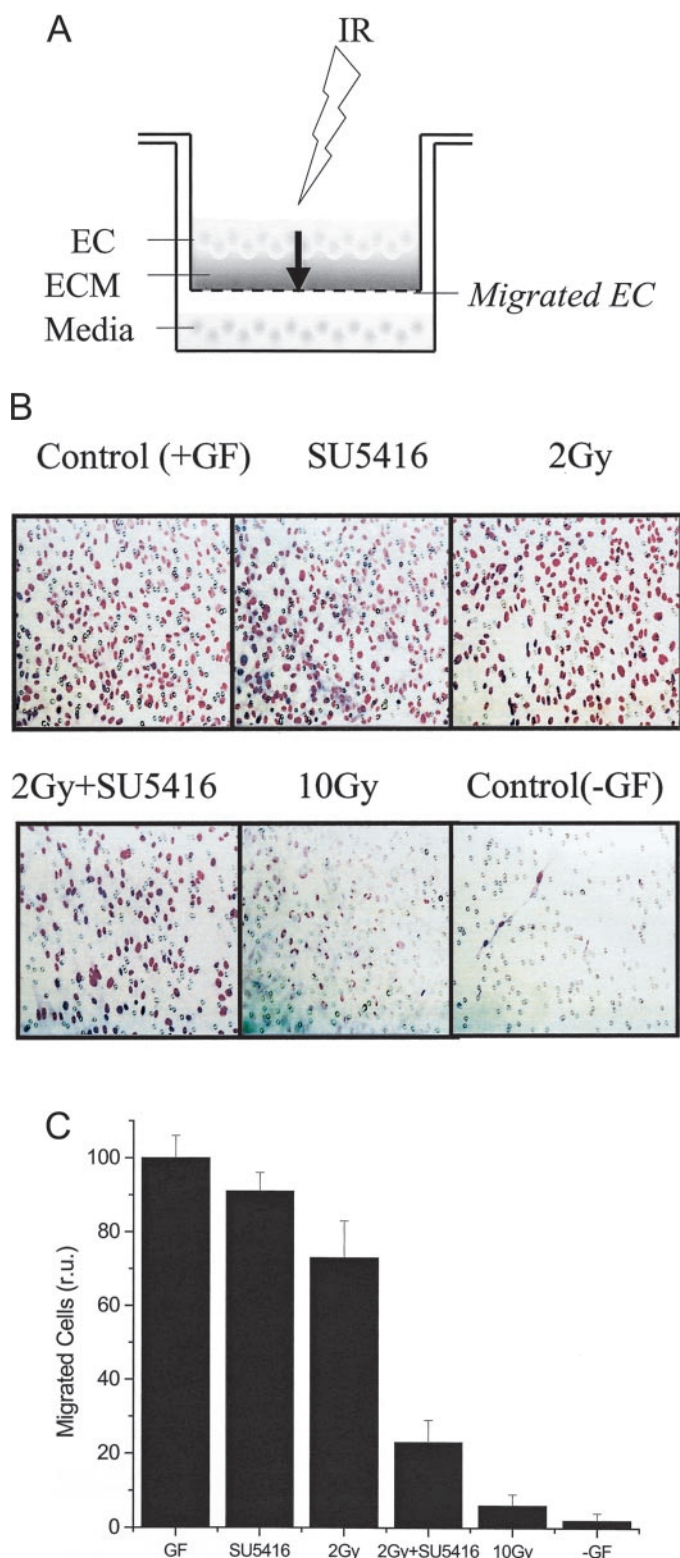 A
IR
EC
ECM
Media
Migrated EC
B
Control (+GF) SU5416 2Gy
2Gy+SU5416 10Gy Control(-GF)
C
Migrated Cells (r.u.)
100
80
60
40
20
0
GF SU5416 2Gy 2Gy+SU5416 10Gy -GF